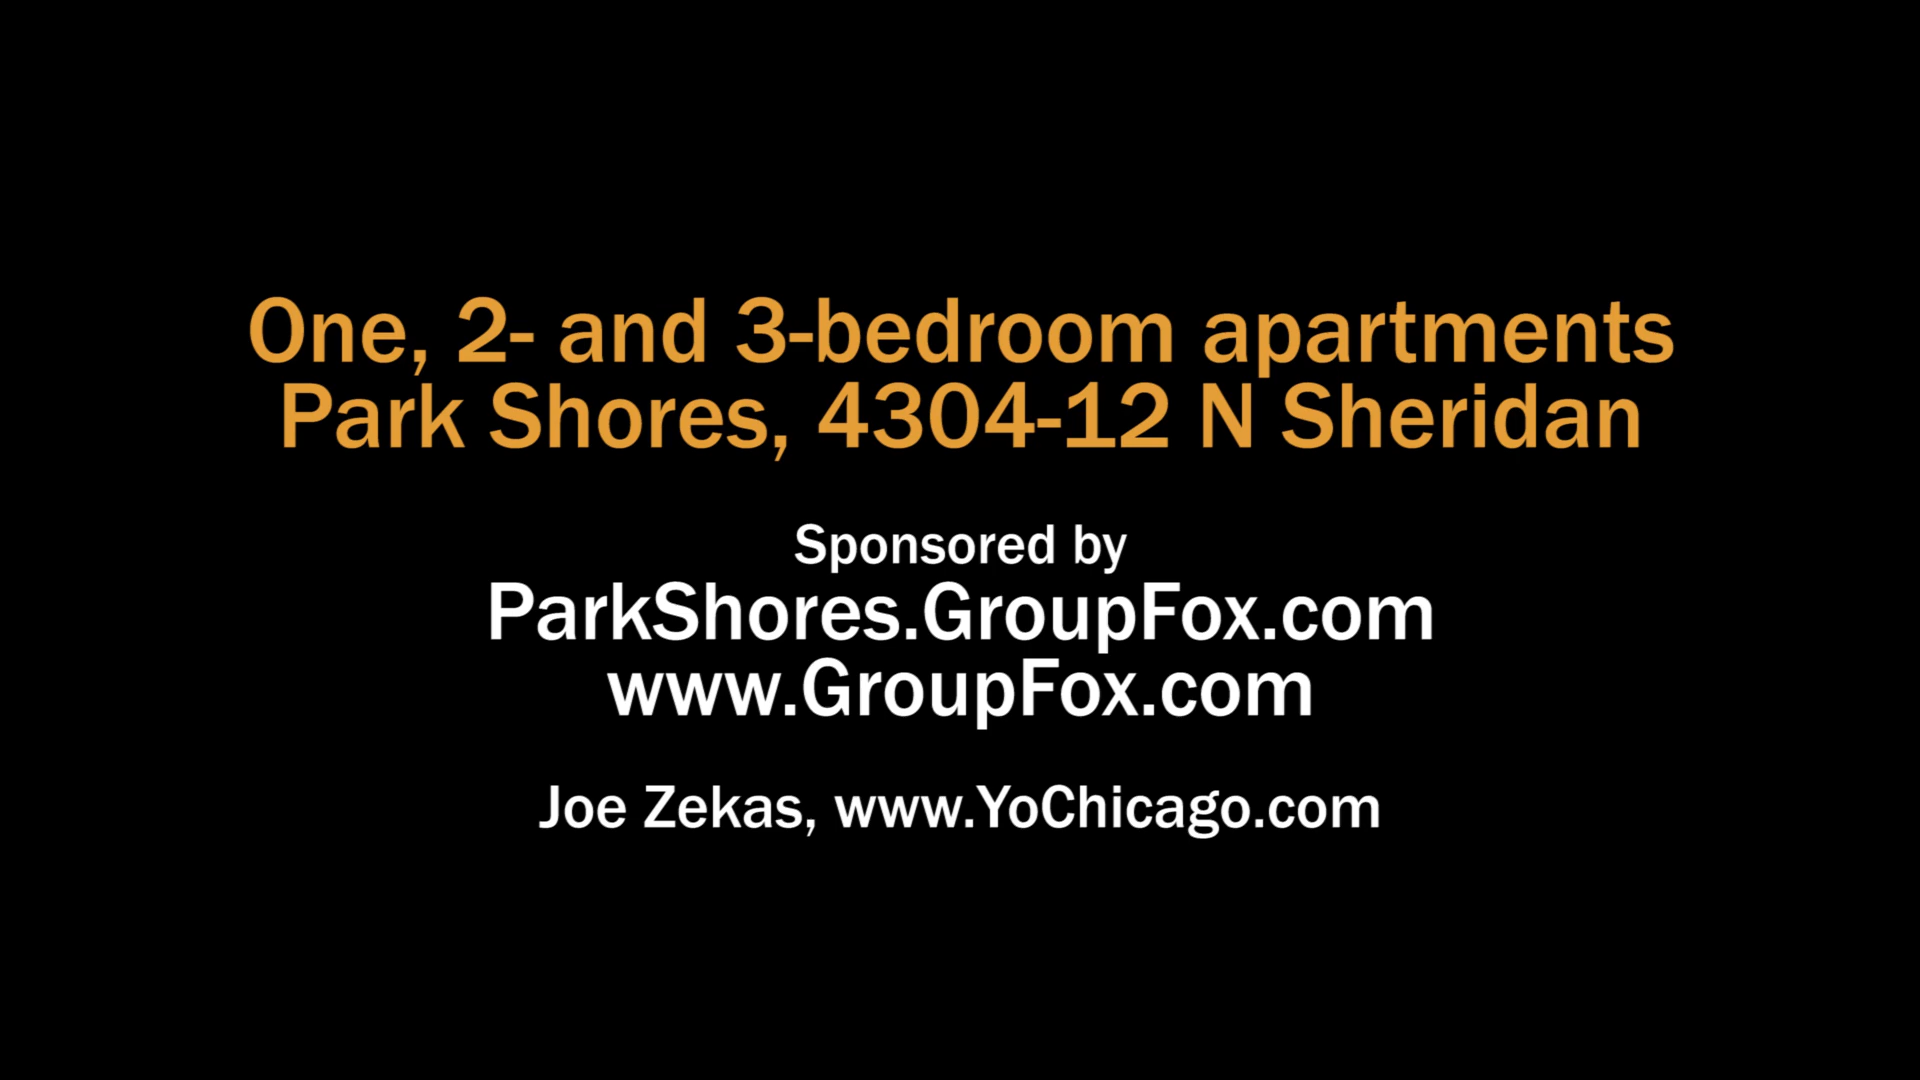 One, 2- and 3-bedroom apartments
Park Shores, 4304-12 N Sheridan
Sponsored by
ParkShores.GroupFox.com
www.GroupFox.com
Joe Zekas, www.YoChicago.com